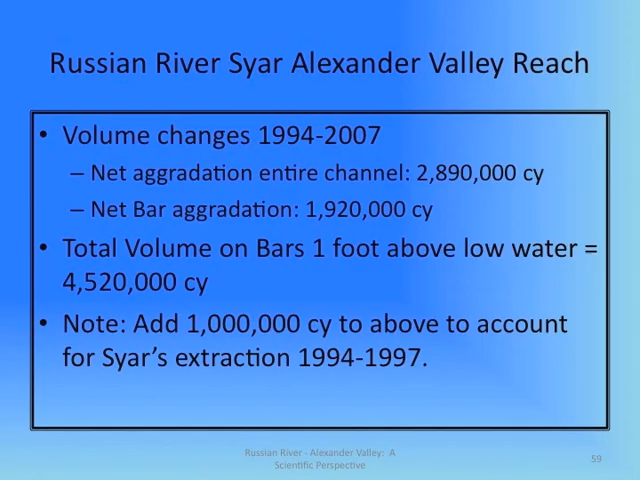 Russian River Syar Alexander Valley Reach
• Volume changes 1994-2007
– Net aggradation entire channel: 2,890,000 cy
– Net Bar aggradation: 1,920,000 cy
• Total Volume on Bars 1 foot above low water =
4,520,000 cy
• Note: Add 1,000,000 cy to above to account
for Syar’s extraction 1994-1997.
Russian River - Alexander Valley: A
Scientific Perspective
59